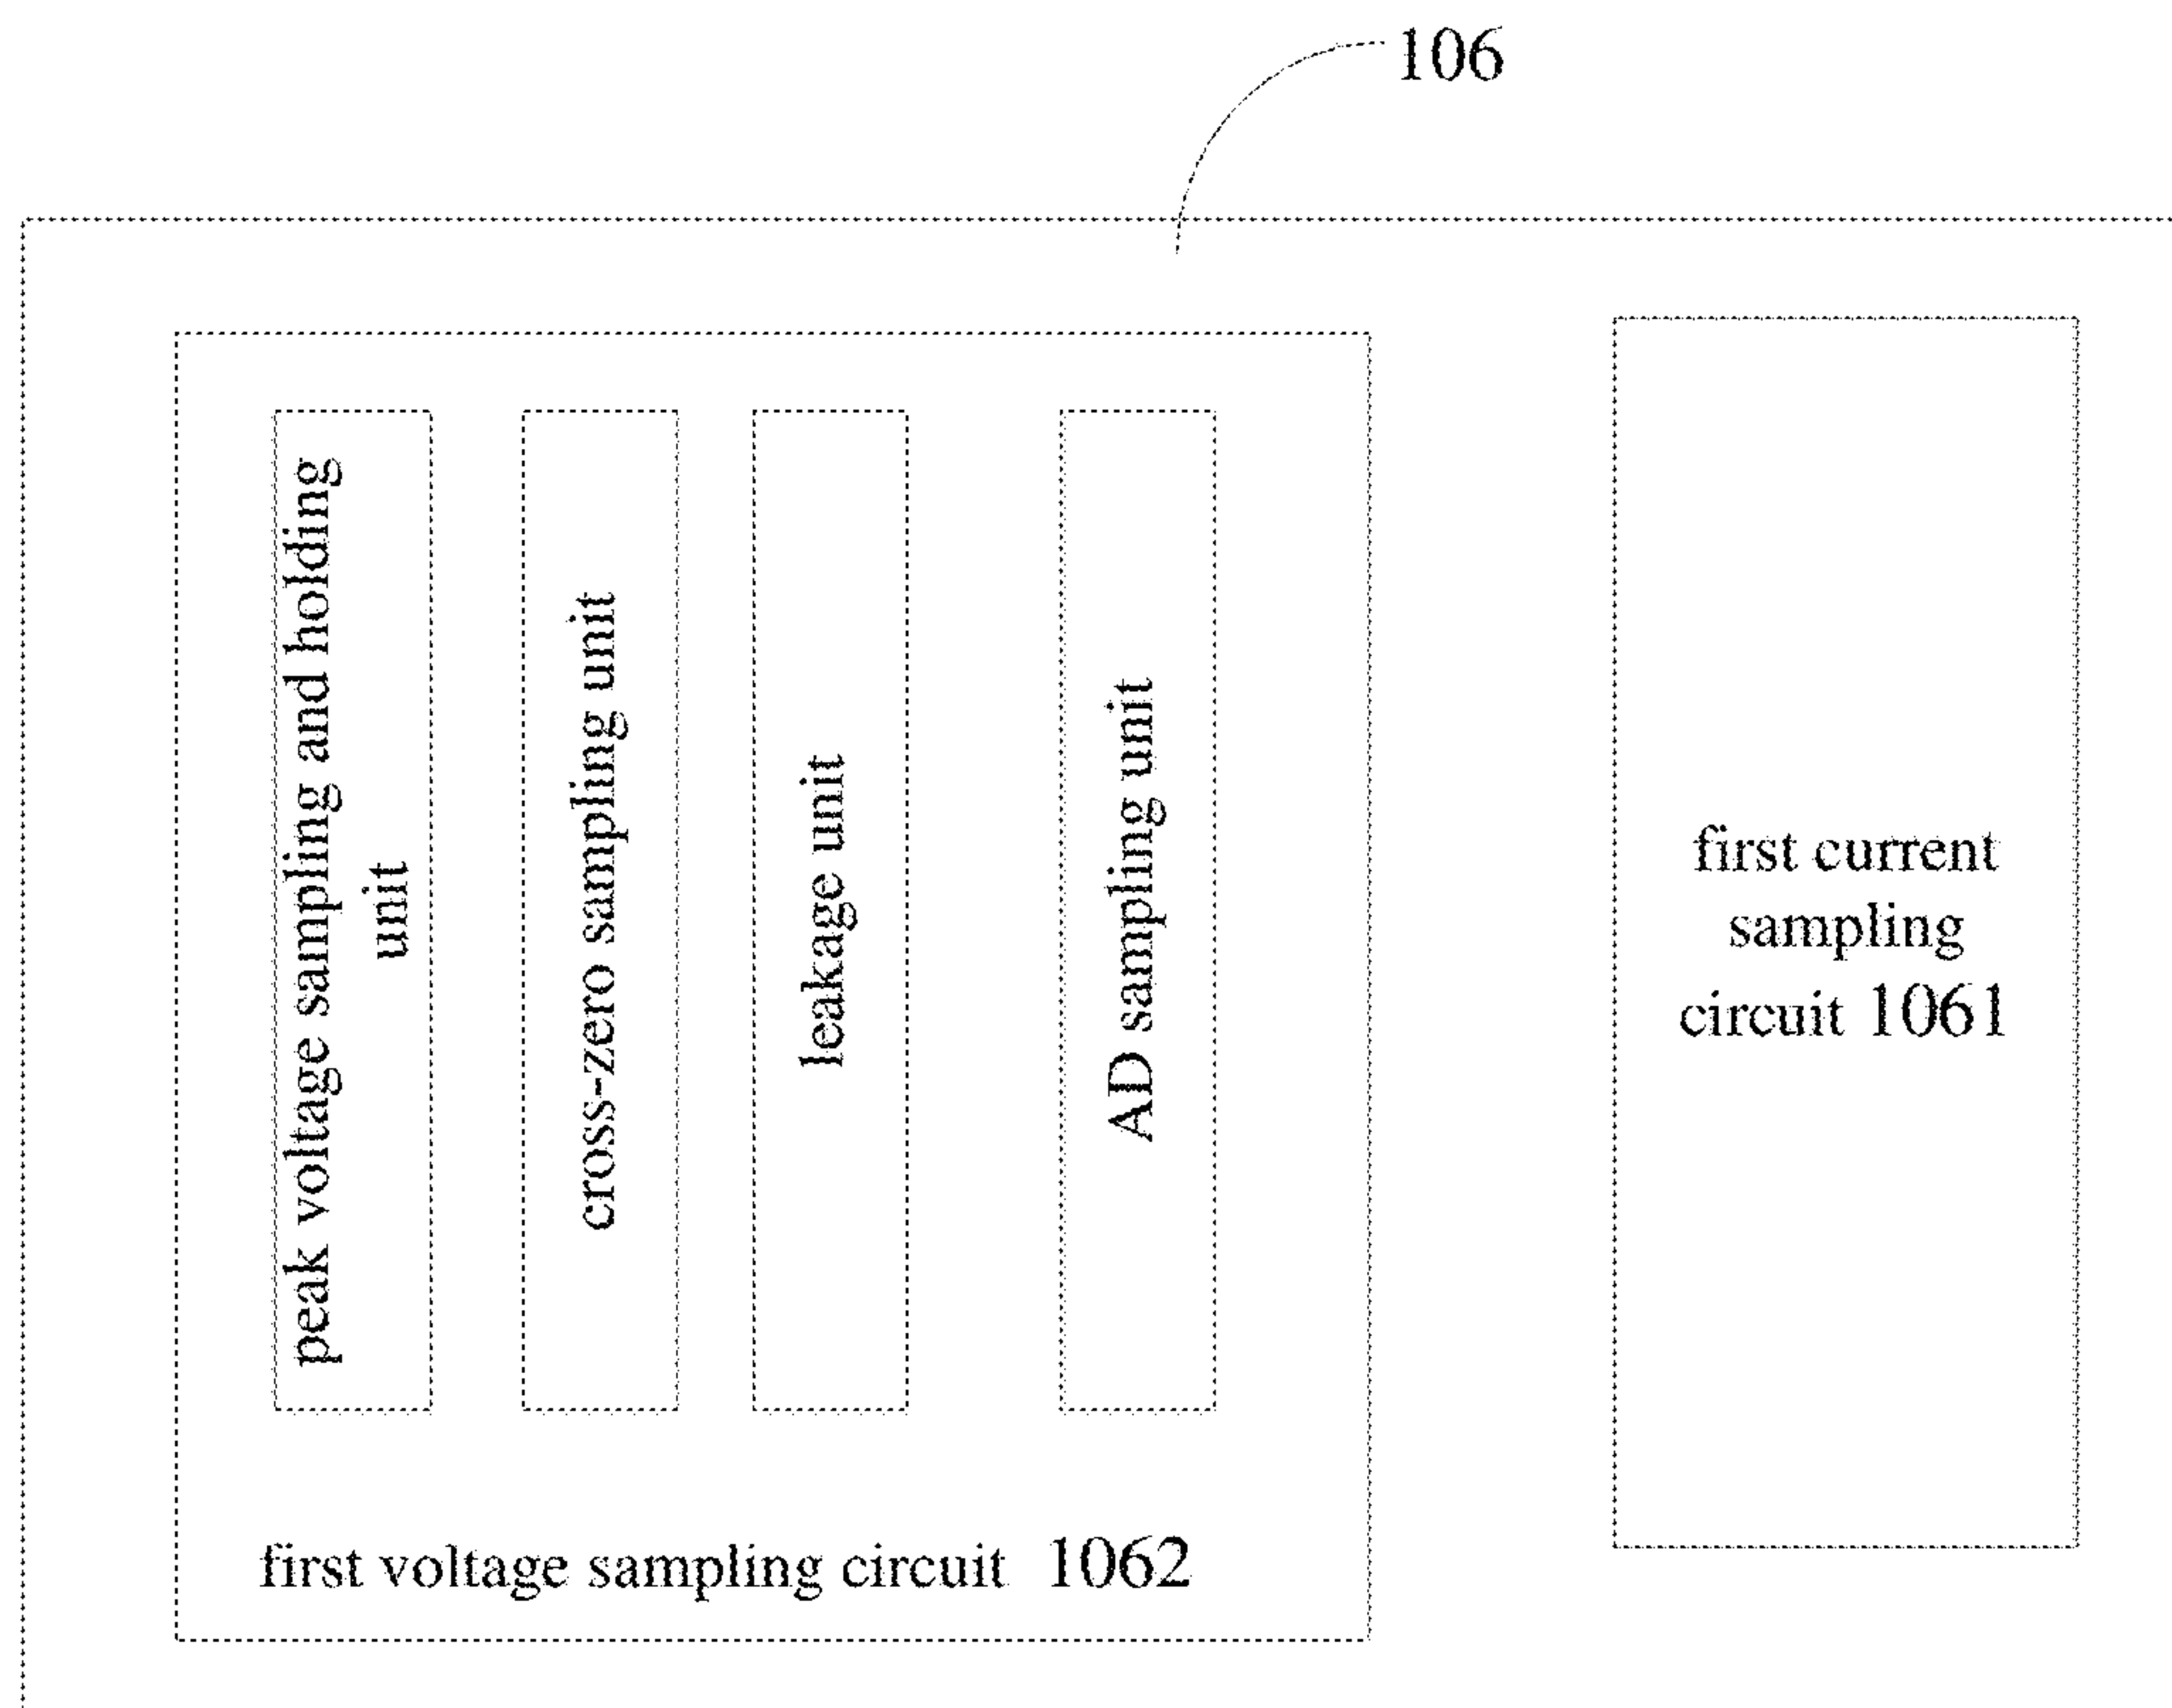 106
peak voltage sampling and holding
unit
cross-zero sampling unit
leakage unit
AD sampling unit
first current
sampling
circuit 1061
first voltage sampling circuit 1062